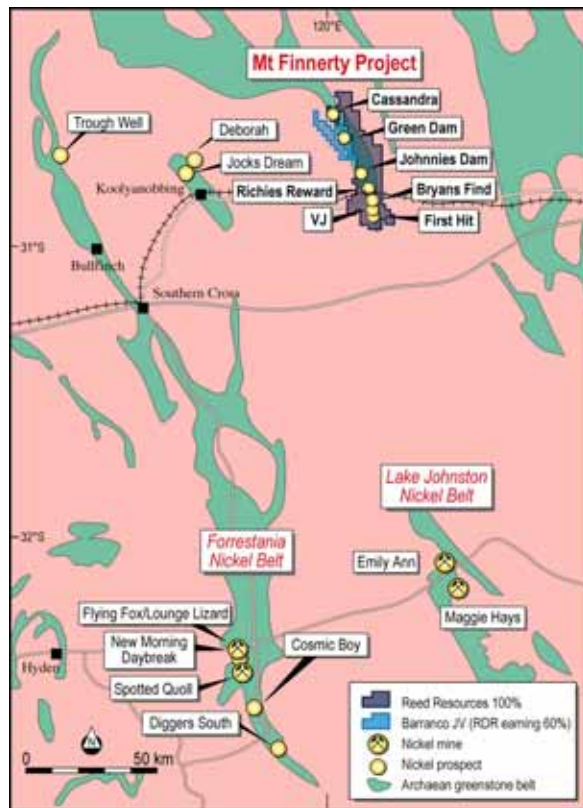 120°E
Mt Finnerty Project
Cassandra
Trough Well
Deborah
Green Dam
Jocks Dream
Johnnies Dam
Koolyanobbing
Richies Reward
Bryans Find
VJ
First Hit
31°S
Bullfinch
Southern Cross
Lake Johnston
Nickel Belt
32°S
Forrestania
Nickel Belt
Emily Ann
Flying Fox/Lounge Lizard
Maggie Hays
New Morning
Daybreak
Cosmic Boy
Hyden
Spotted Quoll
Diggers South
Reed Resources 100%
Barranco JV (RDR earning 60%)
Nickel mine
Nickel prospect
Archaean greenstone belt
N
0 50 km